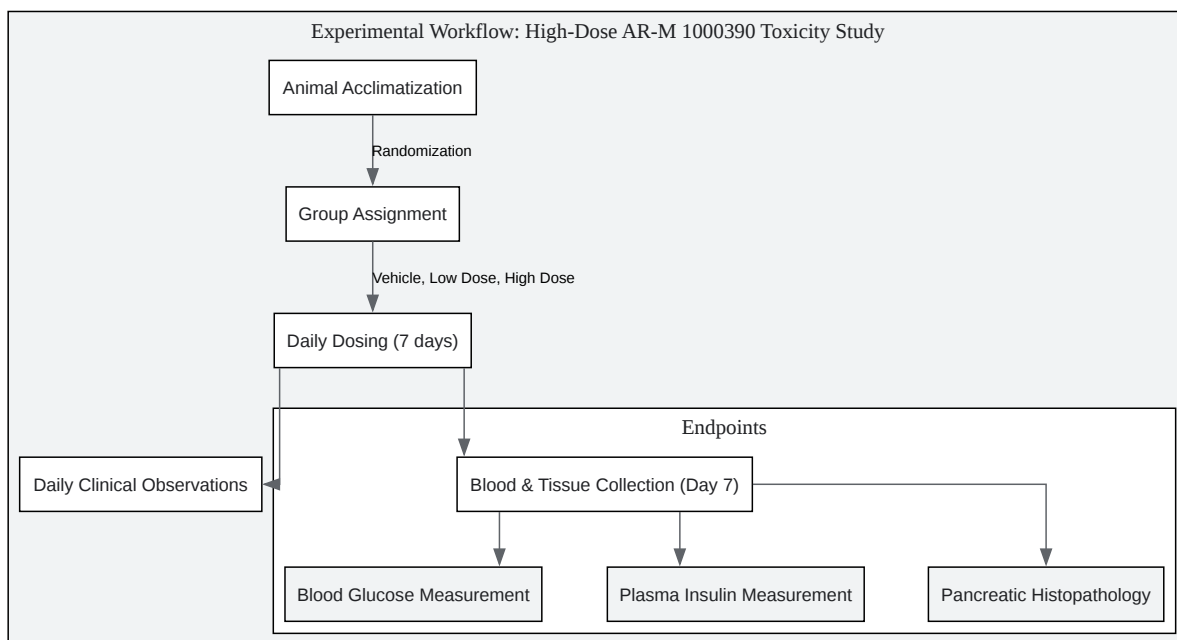 Experimental Workflow: High-Dose AR-M 1000390 Toxicity Study
Animal Acclimatization
Randomization
Group Assignment
Vehicle, Low Dose, High Dose
Daily Dosing (7 days)
Endpoints
Daily Clinical Observations
Blood & Tissue Collection (Day 7)
Blood Glucose Measurement
Plasma Insulin Measurement
Pancreatic Histopathology